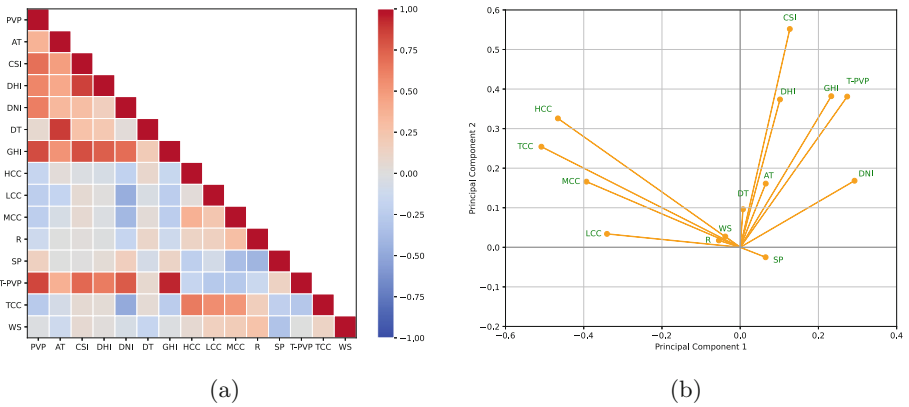 PVP
AT
CSI
DHI
DNI
DT
GHI
HCC
LCC
MCC
R
SP
T-PVP
TCC
WS
PVP AT CSI DHI DNI DT GHI HCC LCC MCC R SP T-PVP TCC WS
1,00
0,75
0,50
0,25
0,00
−0,25
−0,50
−0,75
−1,00
(a)
Principal Component 2
0,6
0,5
0,4
0,3
0,2
0,1
0,0
−0,1
−0,2
CSI
T-PVP
GHI
DHI
HCC
TCC
MCC
AT
DNI
DT
WS
LCC
R
SP
−0,6 −0,4 −0,2 0,0 0,2 0,4
Principal Component 1
(b)